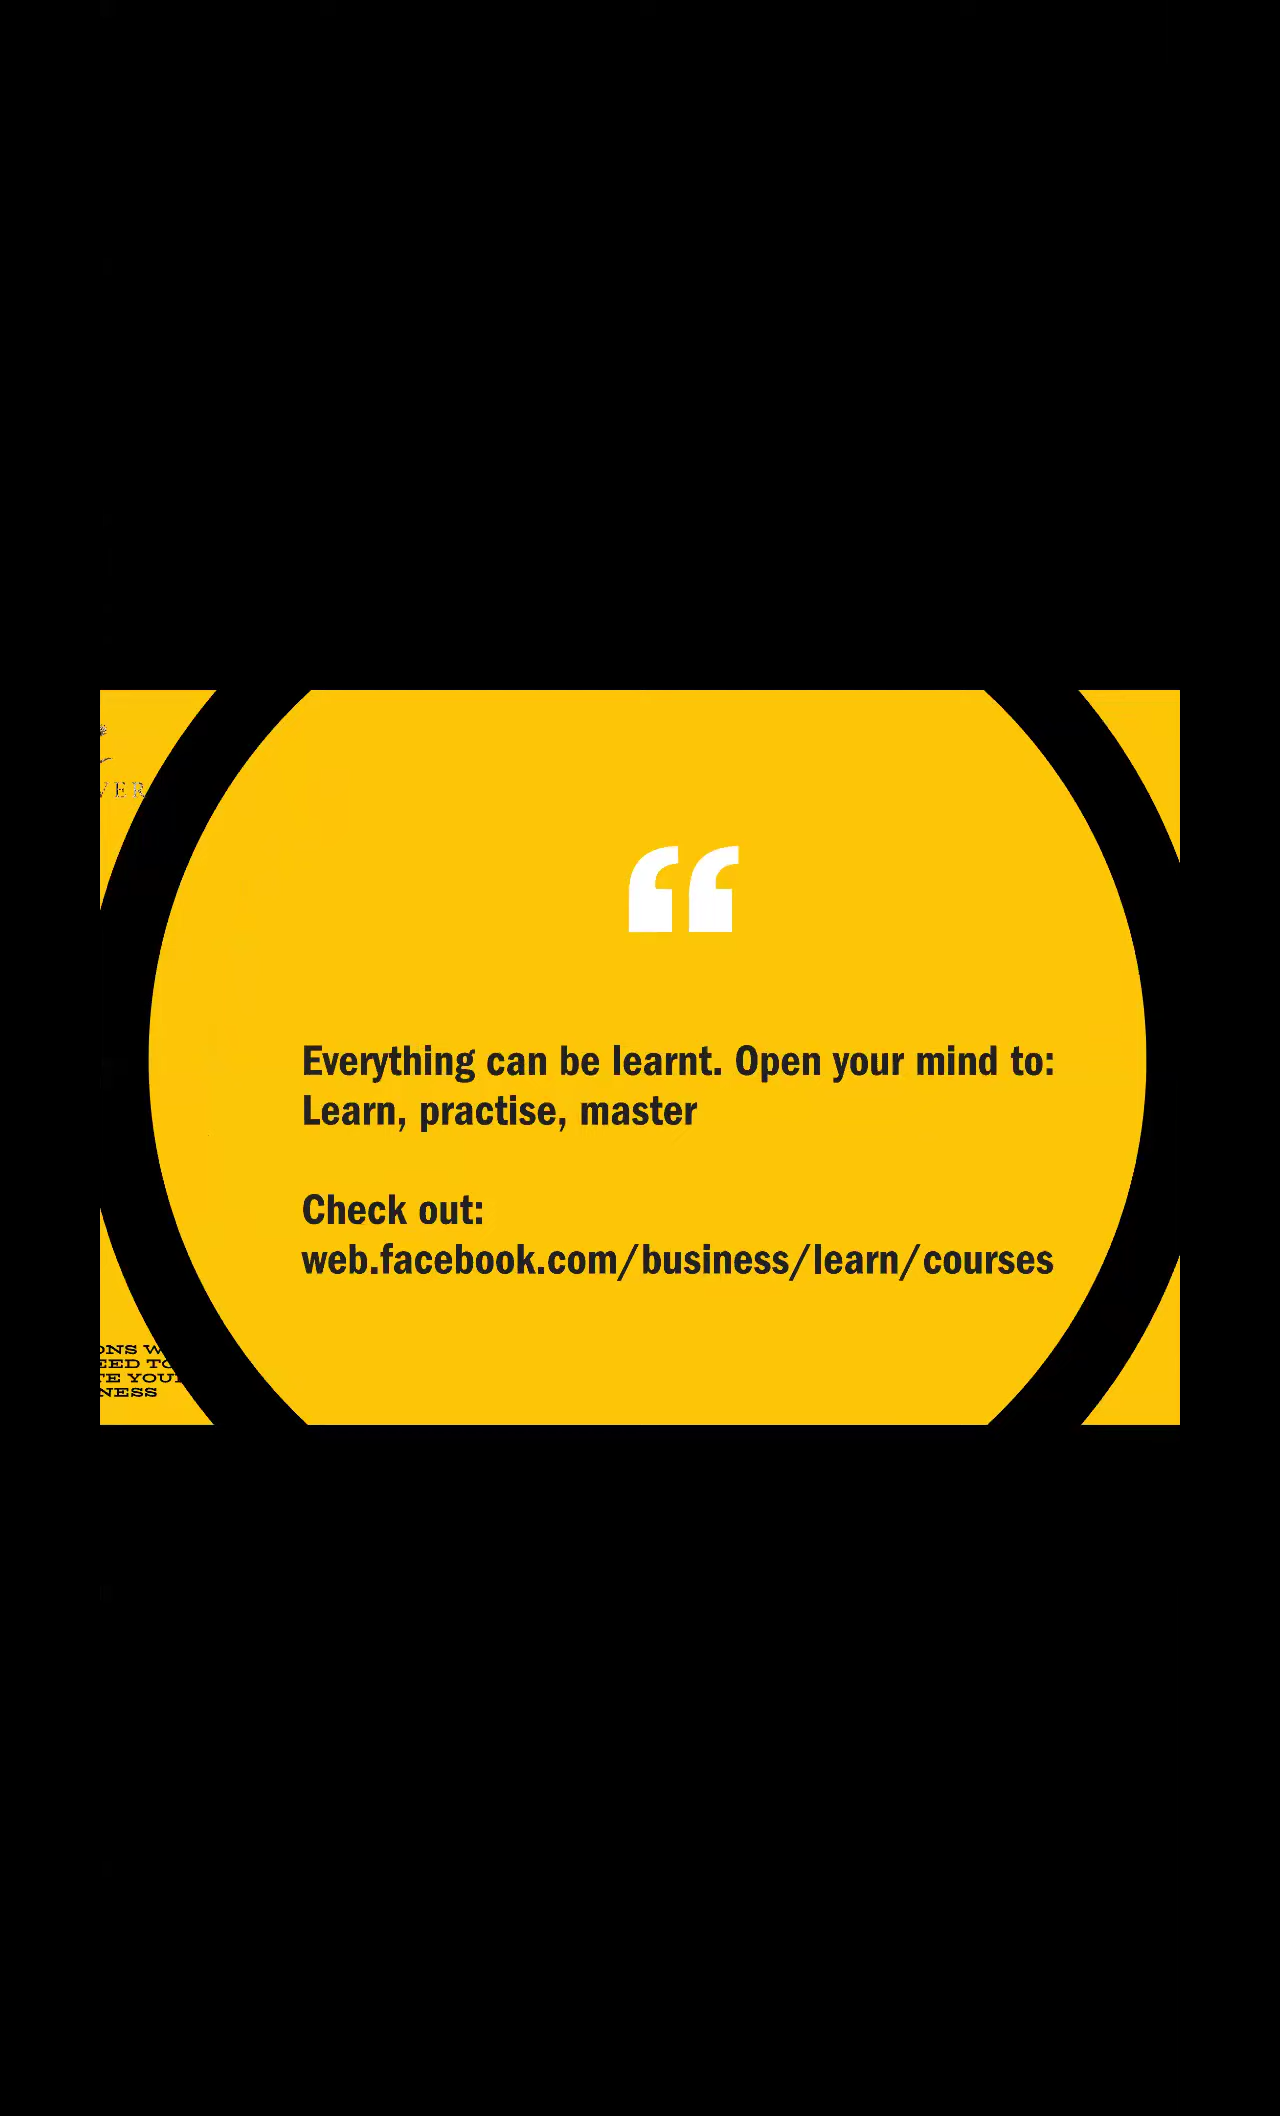 Everything can be learnt. Open your mind to:
Learn, practise, master
Check out:
web.facebook.com/business/learn/courses
NESS